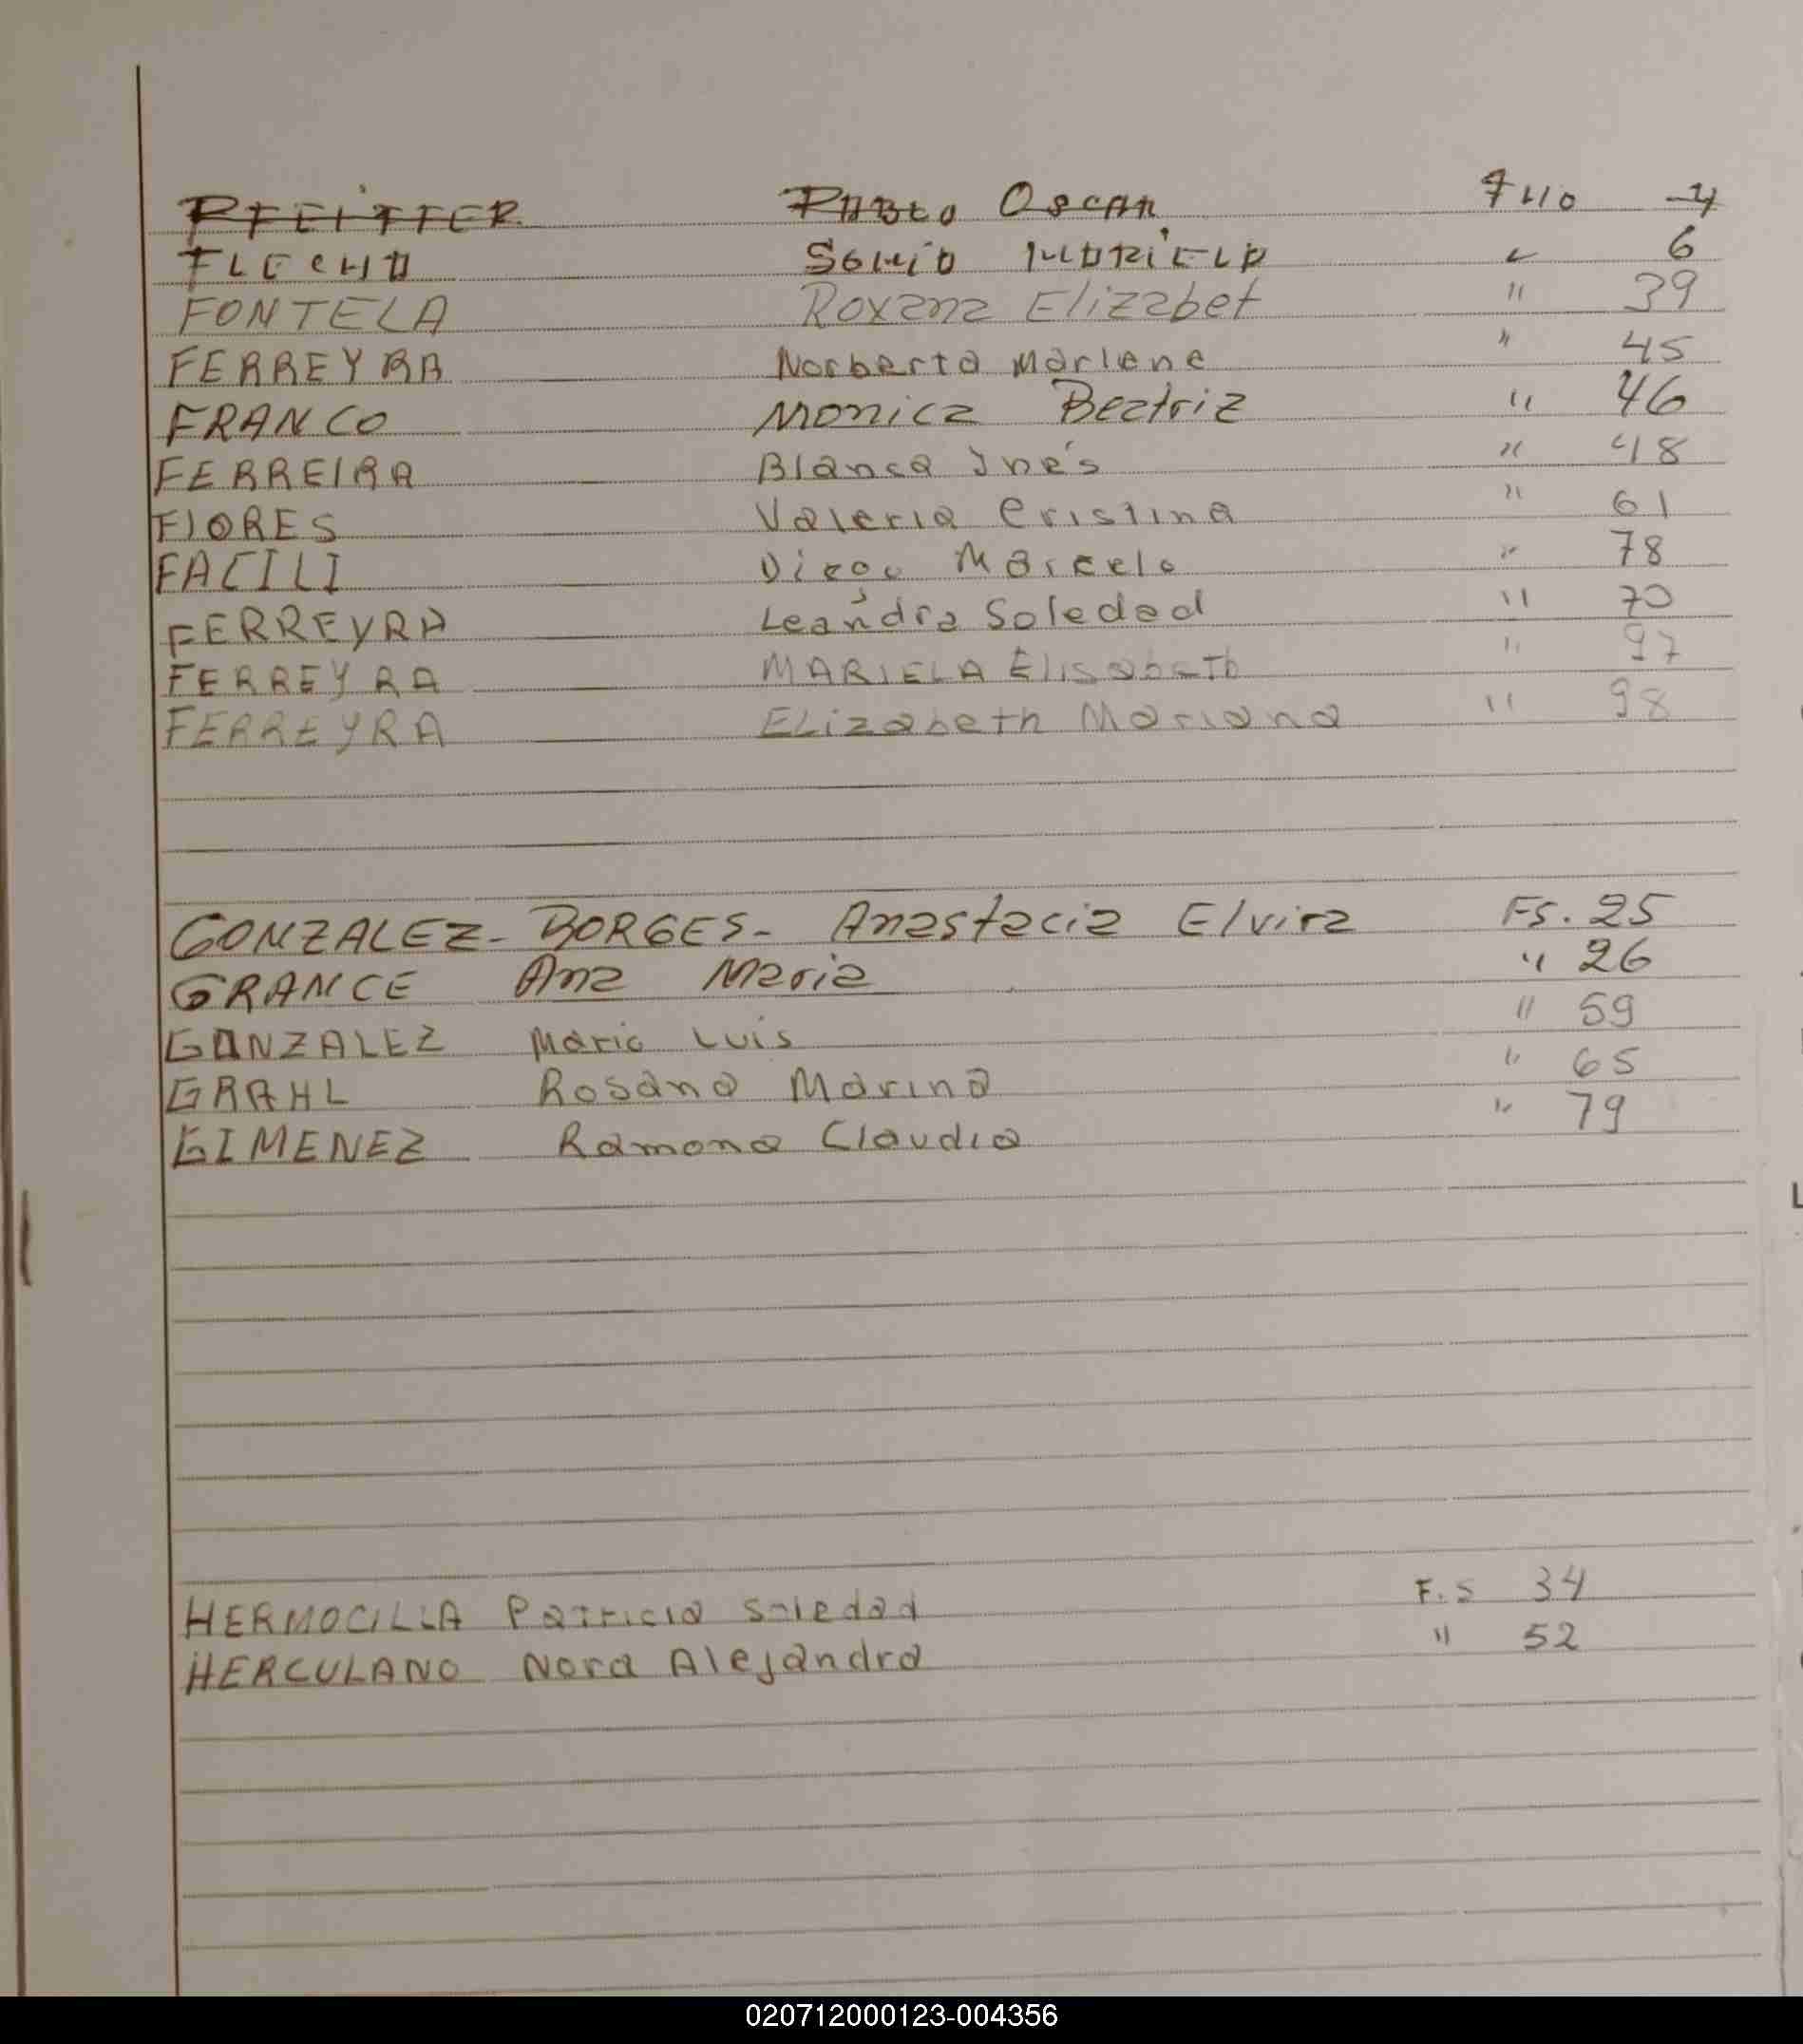 PFEIFFER Pablo OSCAR Folio 4
FLECHA Sonia MARIELA " 6
FONTELA Roxana Elizabet " 39
FERREYRA Norberta Marlene " 45
FRANCO Monica Beatriz " 46
FERREIRA Blanca Inés " 48
FlORES Valeria Cristina " 61
FACILI Diego Marcelo " 78
FERREYRA Leandra Soledad " 70
FERREYRA MARIELA Elisabeth " 97
FERREYRA Elizabeth Mariana " 98
GONZALEZ - BORGES - Anastacia Elvira Fs. 25
GRANCE Ana Maria " 26
GONZALEZ Mario Luis " 59
GRAHL Rosana Marina " 65
GIMENEZ Ramona Claudia " 79
HERMOCILLA Patricia Soledad F.S 34
HERCULANO Nora Alejandra " 52
020712000123-004356